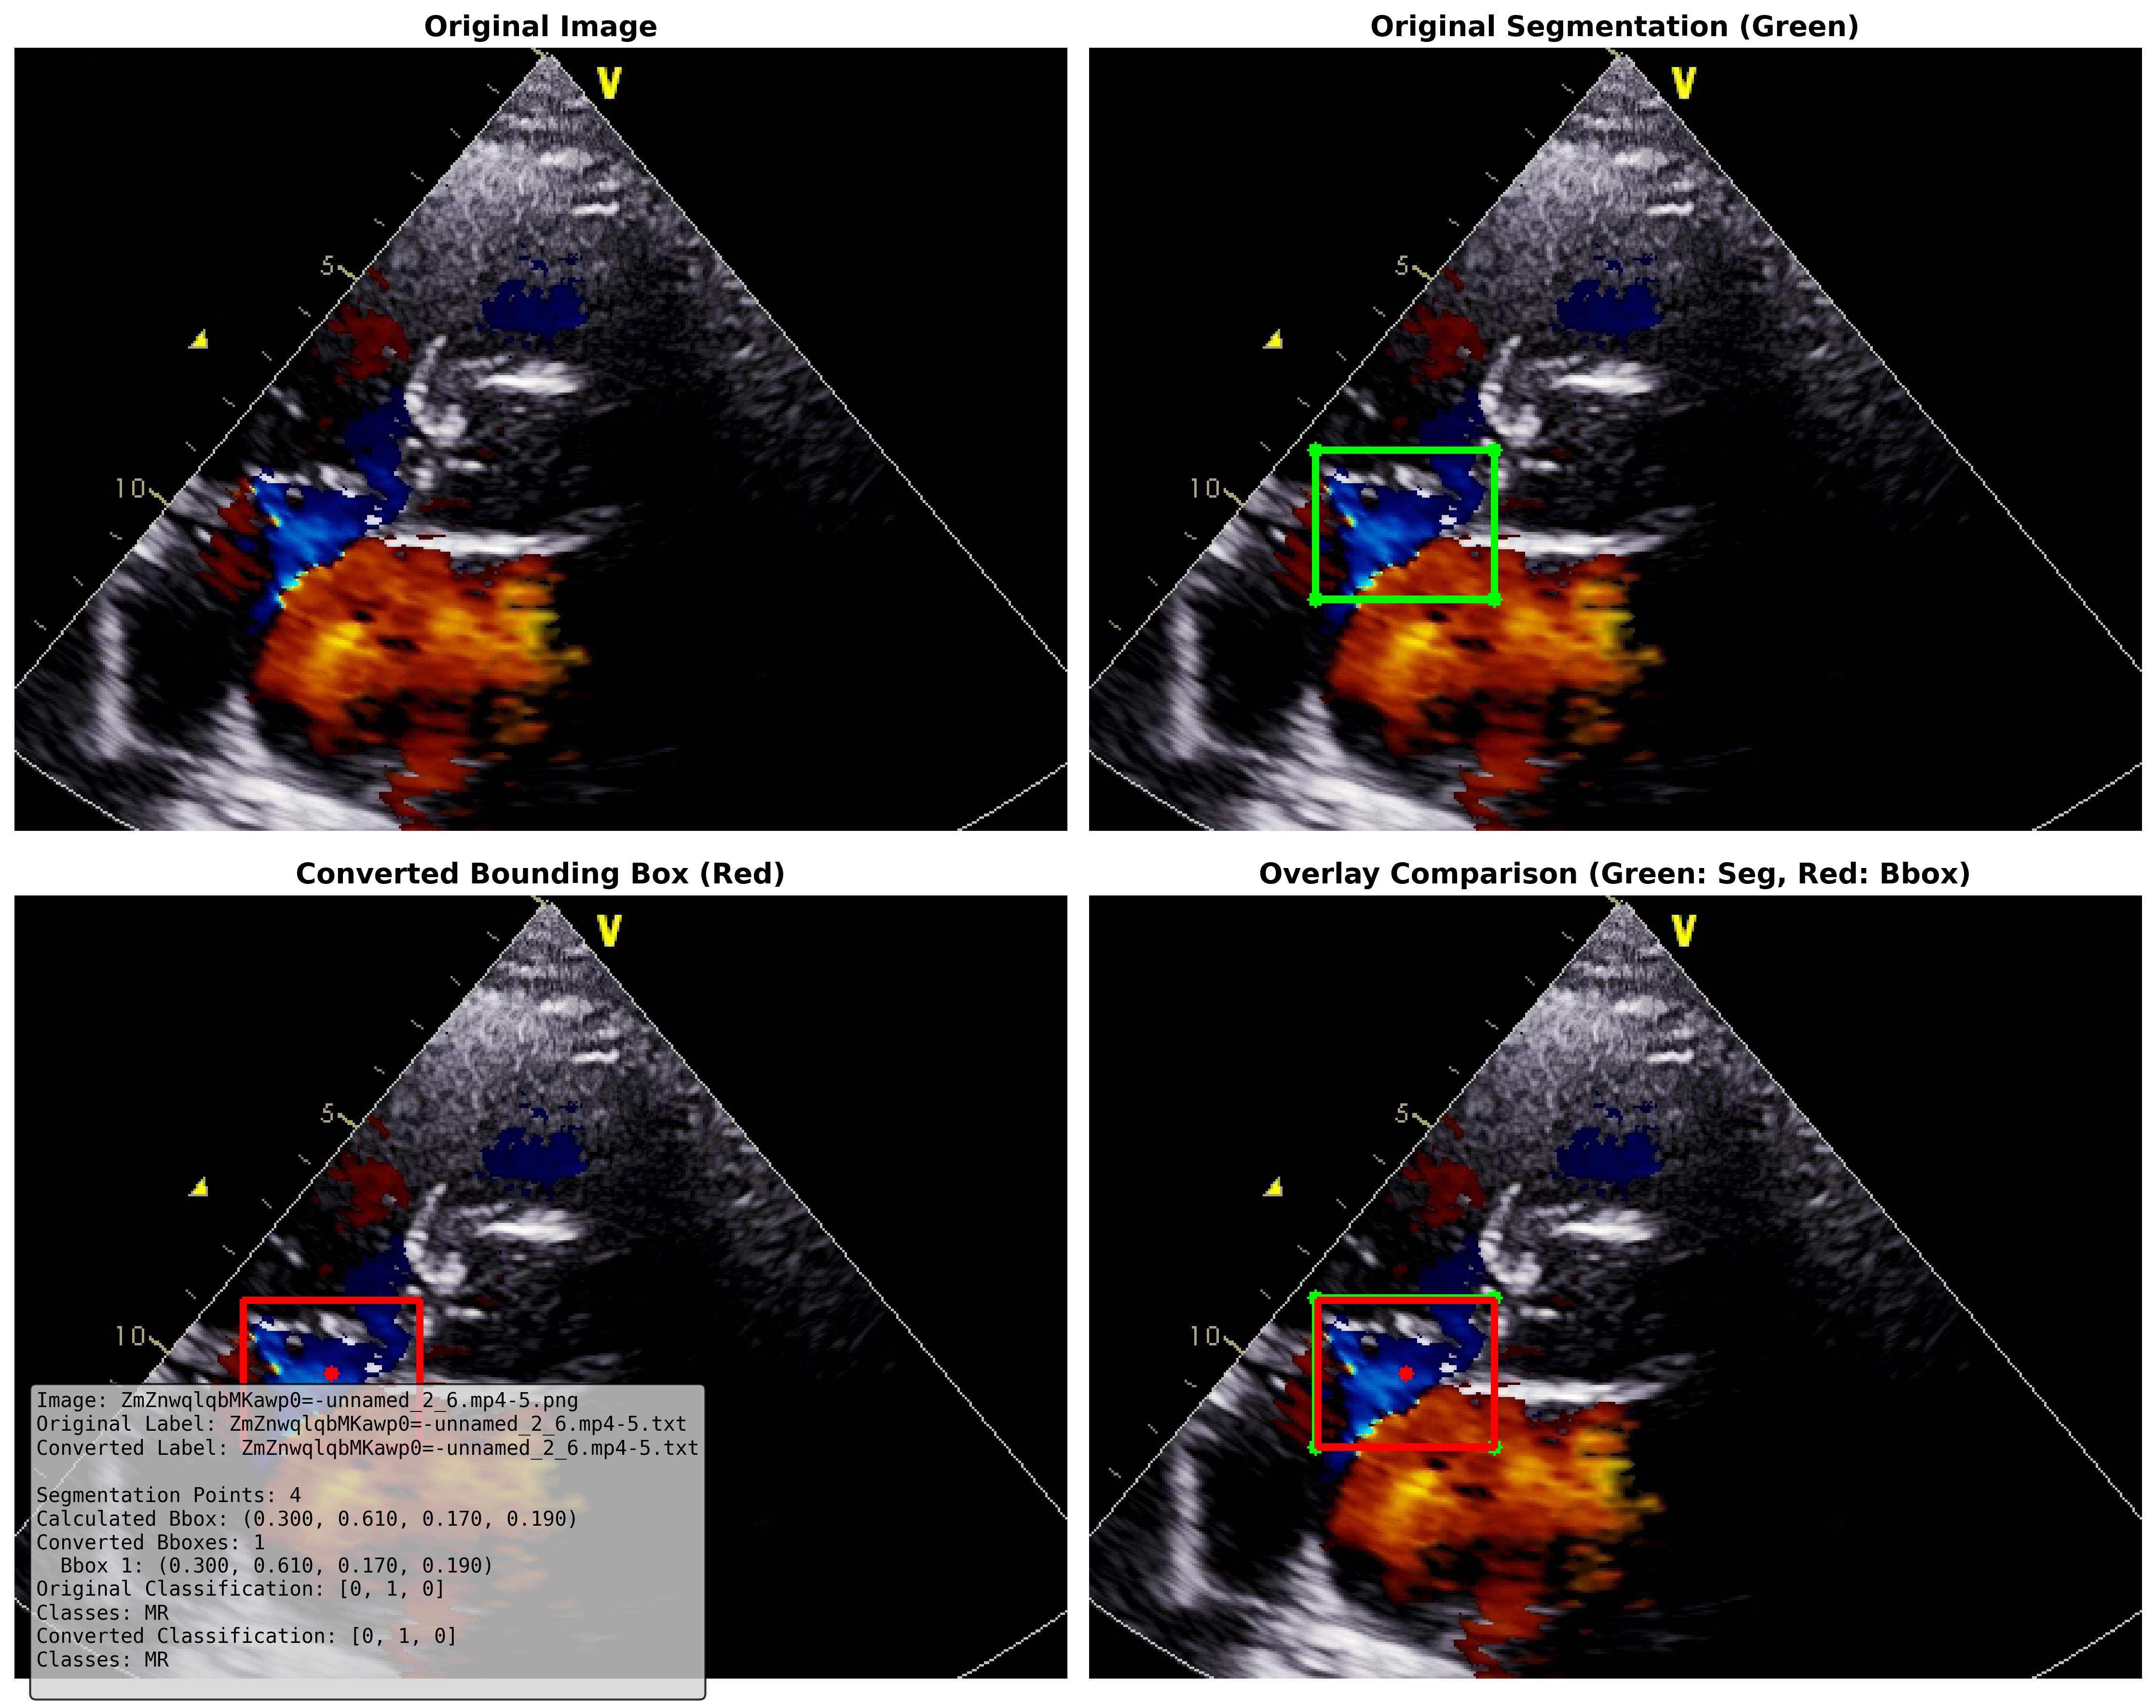 Original Image
V
5
10
Original Segmentation (Green)
V
5
10
Converted Bounding Box (Red)
V
5
10
Image: ZmZnwqlqbMKawp0=-unnamed_2_6.mp4-5.png
Original Label: ZmZnwqlqbMKawp0=-unnamed_2_6.mp4-5.txt
Converted Label: ZmZnwqlqbMKawp0=-unnamed_2_6.mp4-5.txt
Segmentation Points: 4
Calculated Bbox: (0.300, 0.610, 0.170, 0.190)
Converted Bboxes: 1
Bbox 1: (0.300, 0.610, 0.170, 0.190)
Original Classification: [0, 1, 0]
Classes: MR
Converted Classification: [0, 1, 0]
Classes: MR
Overlay Comparison (Green: Seg, Red: Bbox)
V
5
10